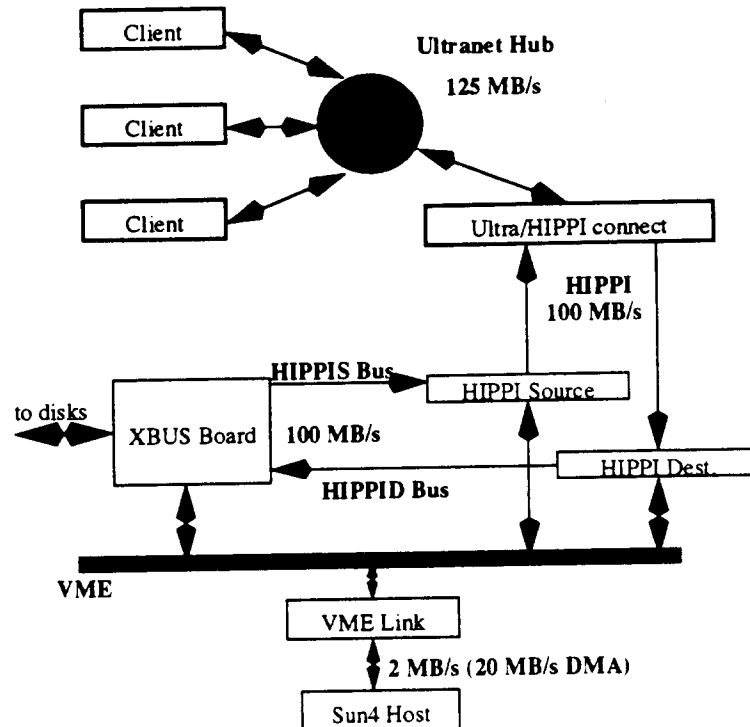 Client
Ultranet Hub
125 MB/s
Client
Client
Ultra/HIPPI connect
HIPPI
100 MB/s
HIPPIS Bus
HIPPI Source
to disks
XBUS Board
100 MB/s
HIPPI Dest.
HIPPID Bus
VME
VME Link
2 MB/s (20 MB/s DMA)
Sun4 Host